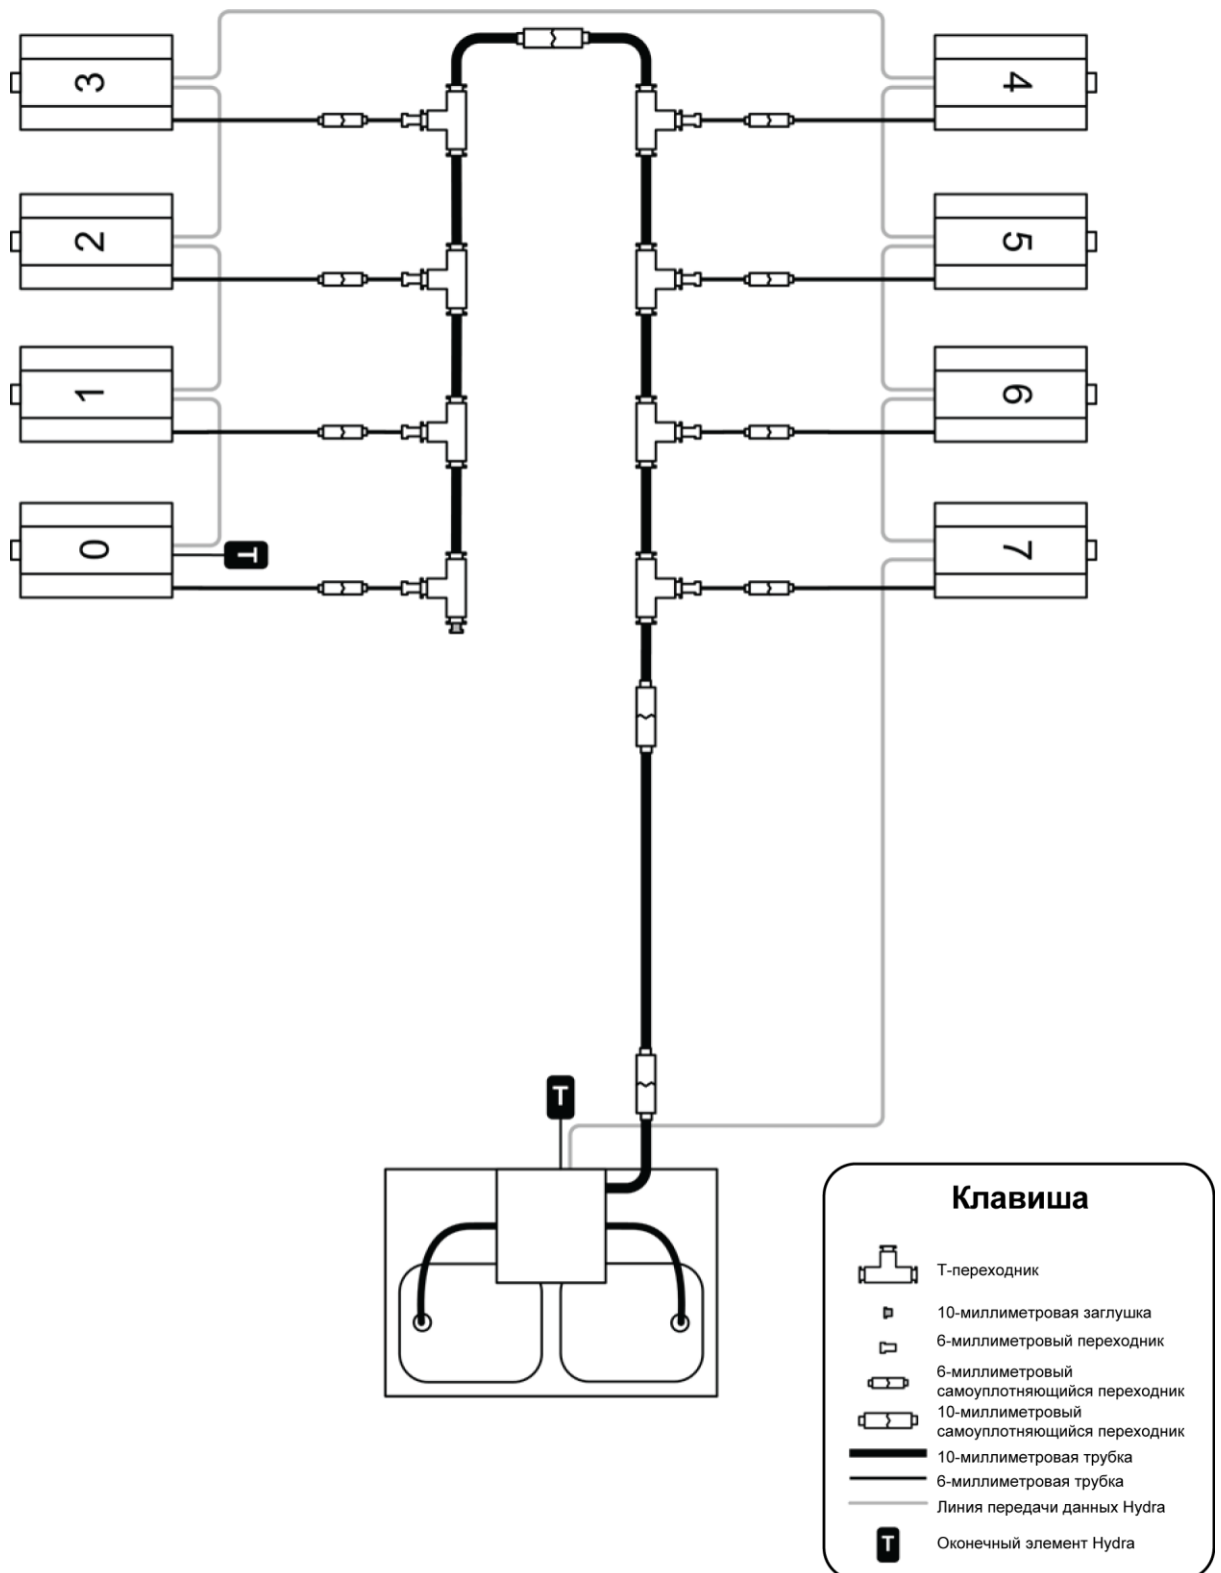 3
4
2
5
1
6
0
T
7
T
Клавиша
Т-переходник
10-миллиметровая заглушка
6-миллиметровый переходник
6-миллиметровый
самоуплотняющийся переходник
10-миллиметровый
самоуплотняющийся переходник
10-миллиметровая трубка
6-миллиметровая трубка
Линия передачи данных Hydra
T
Оконечный элемент Hydra